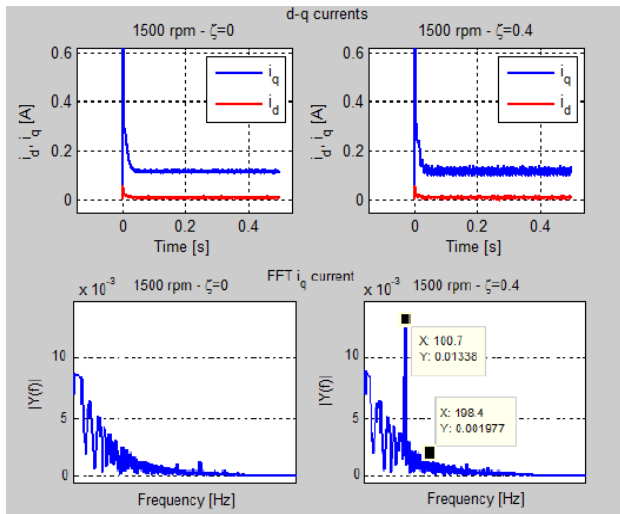 d-q currents
1500 rpm - ζ=0
1500 rpm - ζ=0.4
0.6
0.4
0.2
0
i_d, i_q [A]
i_q
i_d
0
0.2
0.4
Time [s]
0.6
0.4
0.2
0
i_d, i_q [A]
i_q
i_d
0
0.2
0.4
Time [s]
FFT i_q current
x 10^-3
1500 rpm - ζ=0
x 10^-3
1500 rpm - ζ=0.4
10
5
0
|Y(f)|
Frequency [Hz]
10
5
0
|Y(f)|
X: 100.7
Y: 0.01338
X: 198.4
Y: 0.001977
Frequency [Hz]